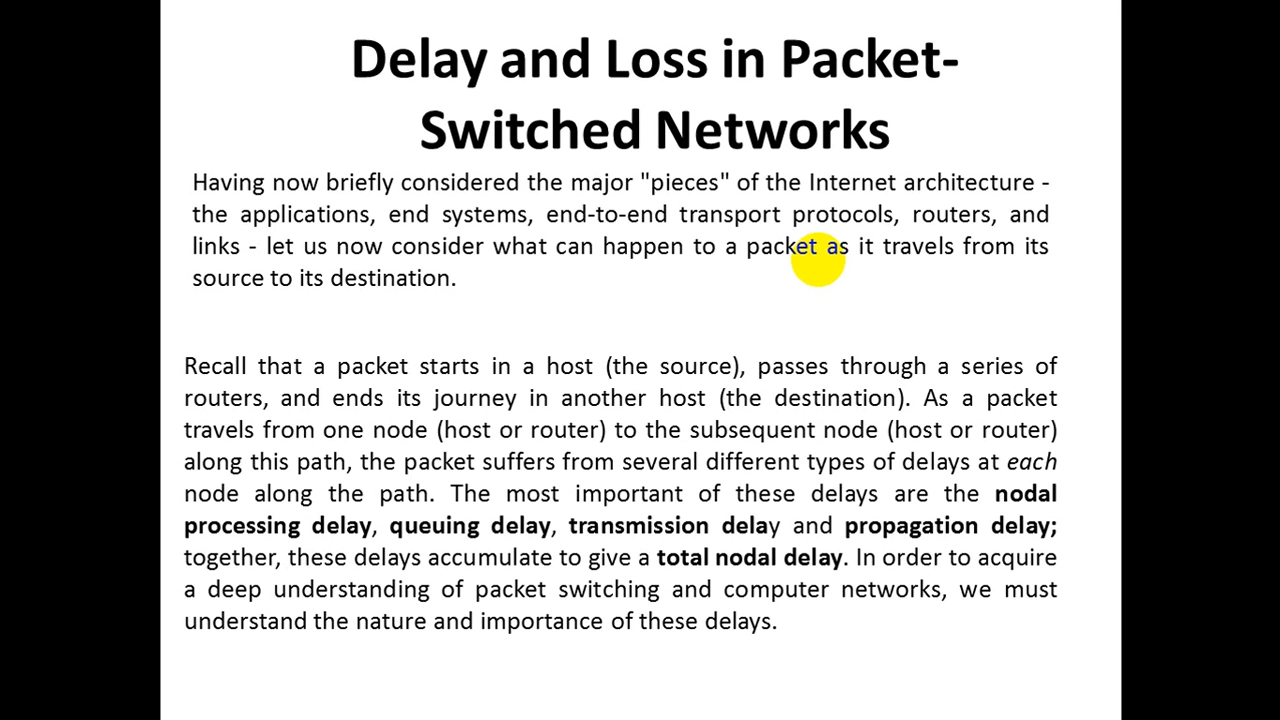 Delay and Loss in Packet-
Switched Networks
Having now briefly considered the major "pieces" of the Internet architecture -
the applications, end systems, end-to-end transport protocols, routers, and
links - let us now consider what can happen to a packet as it travels from its
source to its destination.
Recall that a packet starts in a host (the source), passes through a series of
routers, and ends its journey in another host (the destination). As a packet
travels from one node (host or router) to the subsequent node (host or router)
along this path, the packet suffers from several different types of delays at each
node along the path. The most important of these delays are the nodal
processing delay, queuing delay, transmission delay and propagation delay;
together, these delays accumulate to give a total nodal delay. In order to acquire
a deep understanding of packet switching and computer networks, we must
understand the nature and importance of these delays.